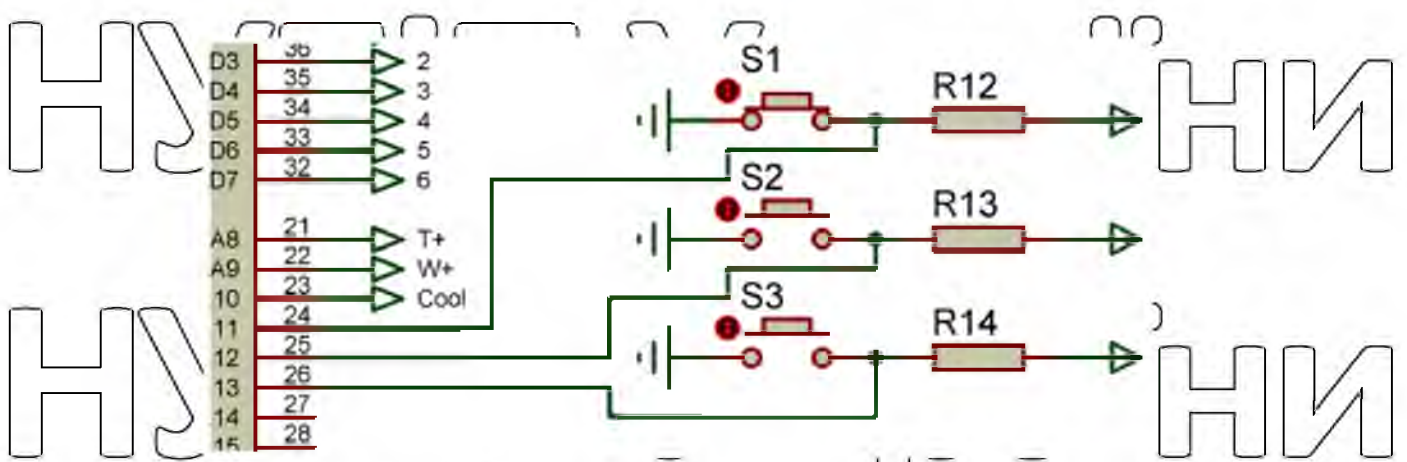 НУ НИ
D3 36 2 S1
D4 35 3 R12
D5 34 4
D6 33 5
D7 32 6 S2
R13
A8 21 T+
A9 22 W+
10 23 Cool S3
11 24 R14
12 25
13 26
14 27
15 28
НУ НИ